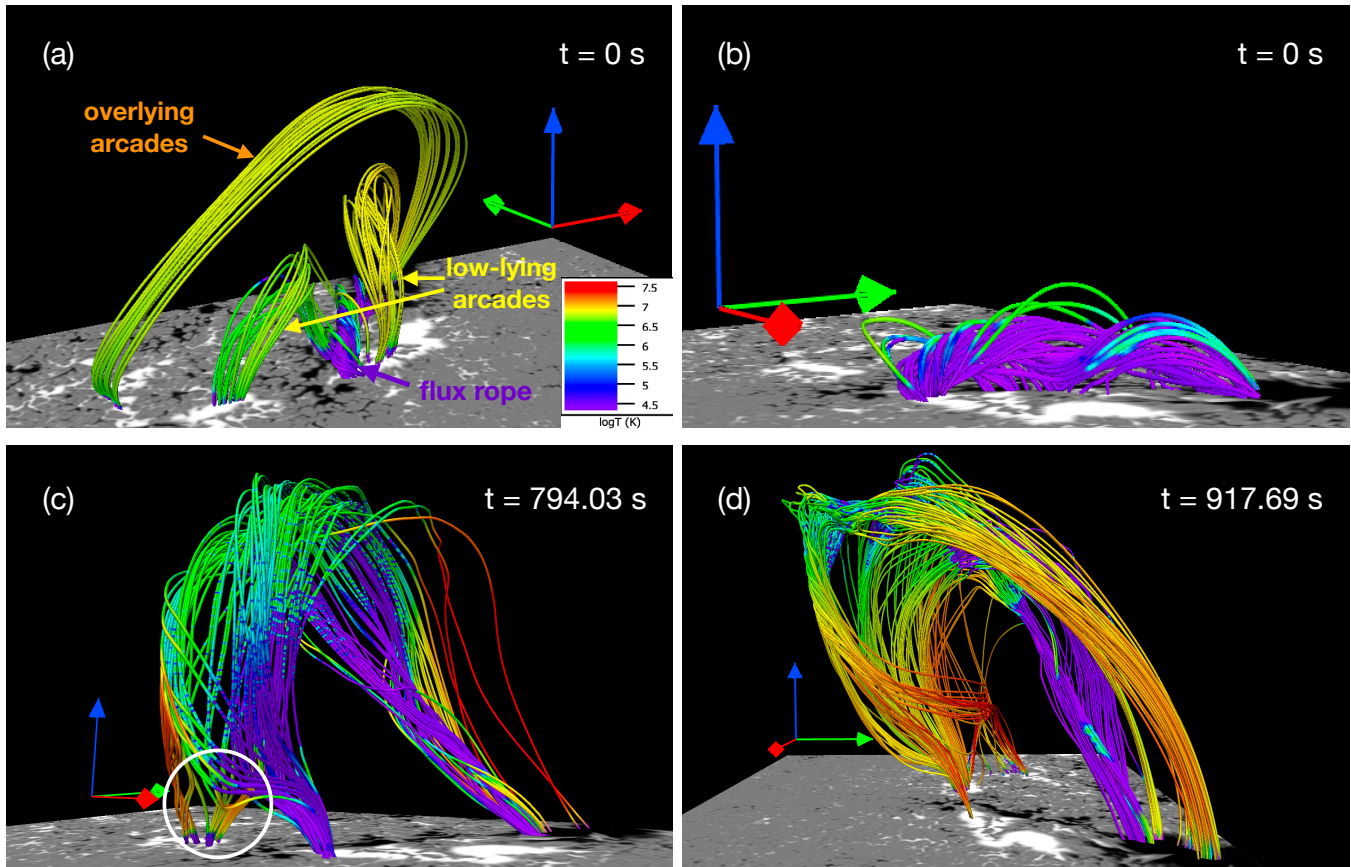 (a)
t = 0 s
overlying
arcades
low-lying
arcades
flux rope
7.5
7
6.5
6
5.5
5
4.5
logT (K)
(b)
t = 0 s
(c)
t = 794.03 s
(d)
t = 917.69 s